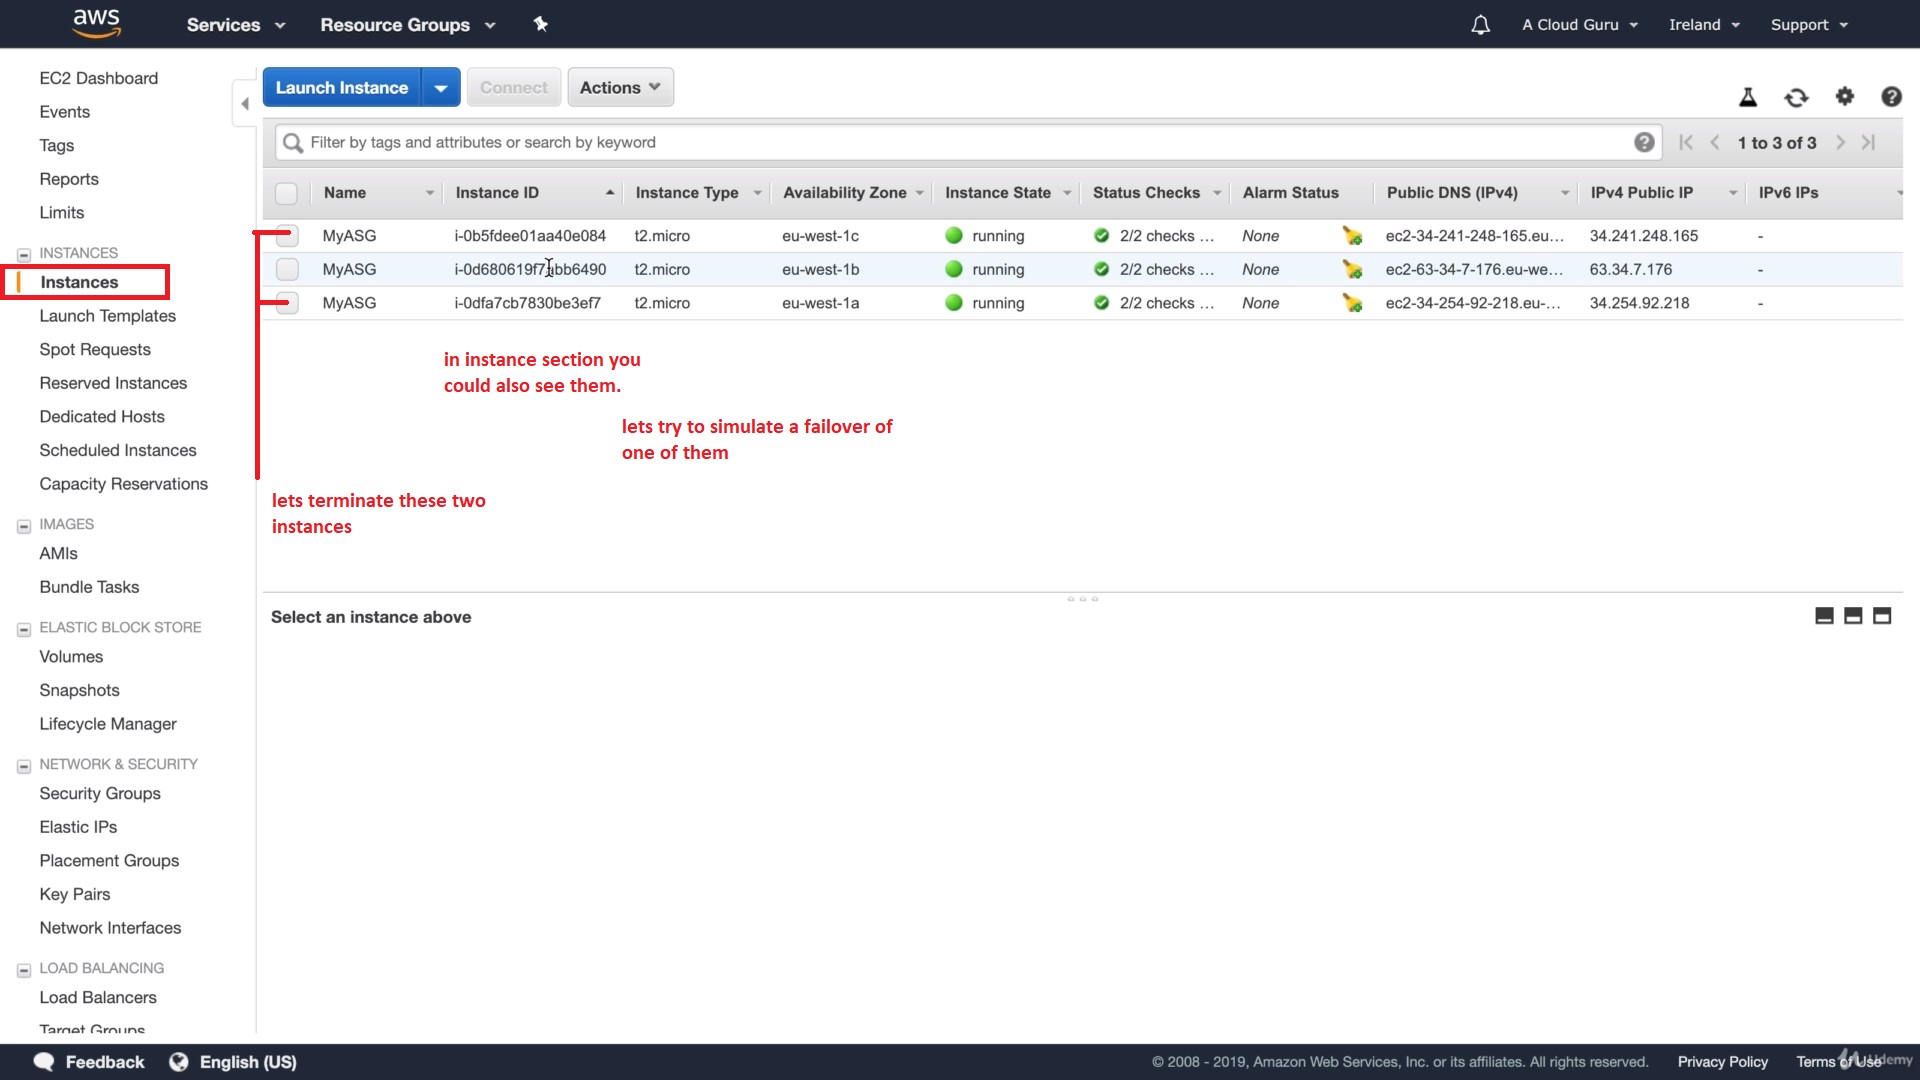 aws
Services
Resource Groups
A Cloud Guru
Ireland
Support
EC2 Dashboard
Events
Tags
Reports
Limits
INSTANCES
Instances
Launch Templates
Spot Requests
Reserved Instances
Dedicated Hosts
Scheduled Instances
Capacity Reservations
IMAGES
AMIs
Bundle Tasks
ELASTIC BLOCK STORE
Volumes
Snapshots
Lifecycle Manager
NETWORK & SECURITY
Security Groups
Elastic IPs
Placement Groups
Key Pairs
Network Interfaces
LOAD BALANCING
Load Balancers
Target Groups
Launch Instance
Connect
Actions
Filter by tags and attributes or search by keyword
1 to 3 of 3
Name Instance ID Instance Type Availability Zone Instance State Status Checks Alarm Status Public DNS (IPv4) IPv4 Public IP IPv6 IPs
MyASG i-0b5fdee01aa40e084 t2.micro eu-west-1c running 2/2 checks ... None ec2-34-241-248-165.eu... 34.241.248.165 -
MyASG t2.micro eu-west-1b running 2/2 checks ... None ec2-63-34-7-176.eu-we... 63.34.7.176 -
MyASG i-0dfa7cb7830be3ef7 t2.micro eu-west-1a running 2/2 checks ... None ec2-34-254-92-218.eu-... 34.254.92.218 -
in instance section you
could also see them.
lets try to simulate a failover of
one of them
lets terminate these two
instances
Select an instance above
Feedback
English (US)
© 2008 - 2019, Amazon Web Services, Inc. or its affiliates. All rights reserved.
Privacy Policy
Terms of Use
Udemy